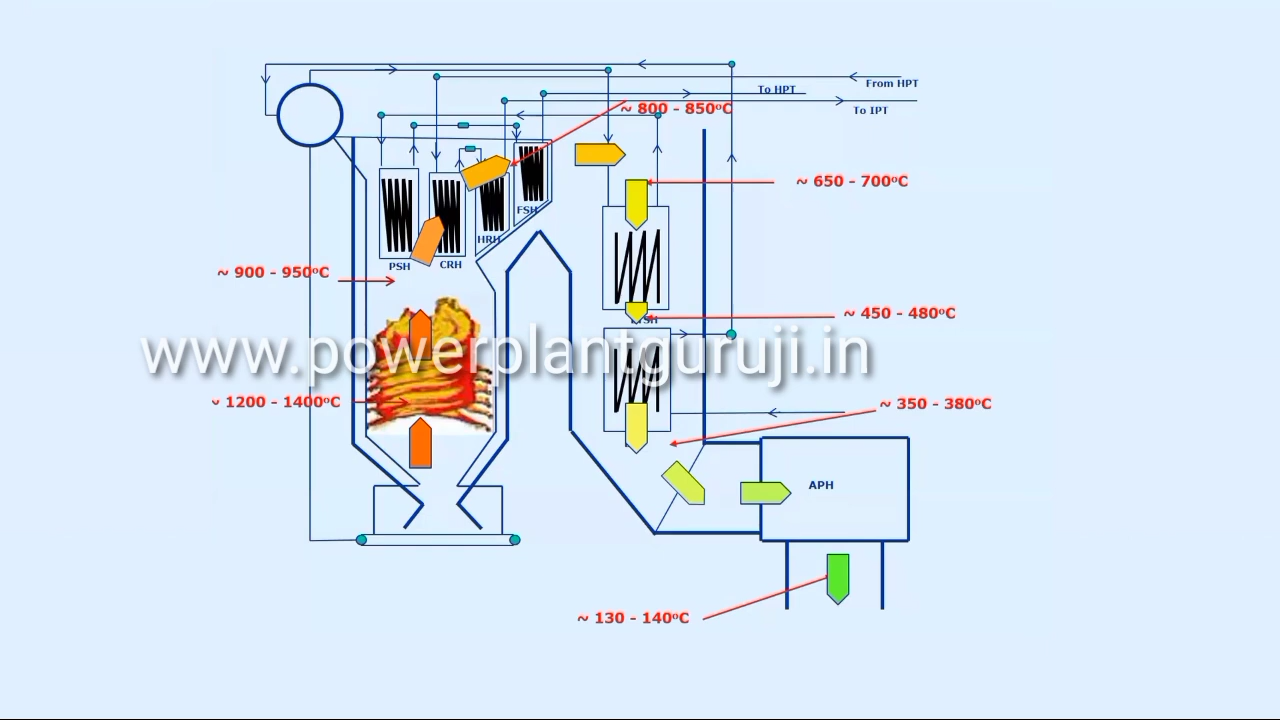 From HPT
To HPT
~ 800 - 850ºC
To IPT
~ 650 - 700ºC
FSH
HRH
PSH
CRH
~ 900 - 950ºC
~ 450 - 480ºC
www.powerplantguruji.in
~ 1200 - 1400ºC
~ 350 - 380ºC
APH
~ 130 - 140ºC